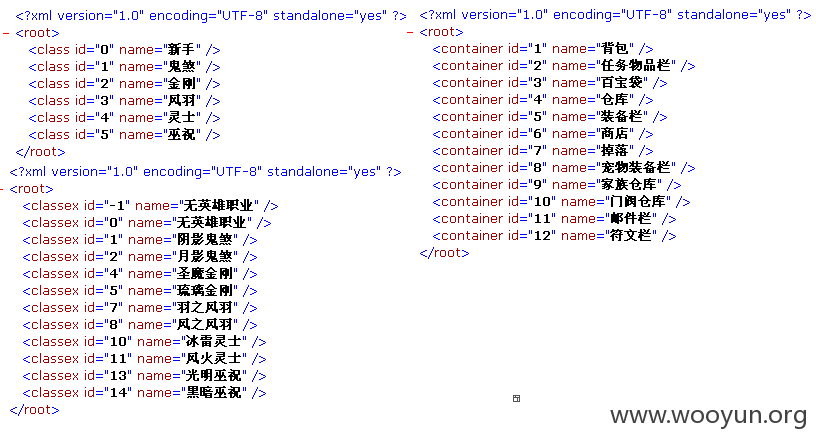 <?xml version="1.0" encoding="UTF-8" standalone="yes" ?>
- <root>
<class id="0" name="新手" />
<class id="1" name="鬼煞" />
<class id="2" name="金刚" />
<class id="3" name="风羽" />
<class id="4" name="灵士" />
<class id="5" name="巫祝" />
</root>
<?xml version="1.0" encoding="UTF-8" standalone="yes" ?>
- <root>
<classex id="-1" name="无英雄职业" />
<classex id="0" name="无英雄职业" />
<classex id="1" name="阴影鬼煞" />
<classex id="2" name="月影鬼煞" />
<classex id="4" name="圣魔金刚" />
<classex id="5" name="琉璃金刚" />
<classex id="7" name="羽之风羽" />
<classex id="8" name="风之风羽" />
<classex id="10" name="冰雷灵士" />
<classex id="11" name="风火灵士" />
<classex id="13" name="光明巫祝" />
<classex id="14" name="黑暗巫祝" />
</root>
<?xml version="1.0" encoding="UTF-8" standalone="yes" ?>
- <root>
<container id="1" name="背包" />
<container id="2" name="任务物品栏" />
<container id="3" name="百宝袋" />
<container id="4" name="仓库" />
<container id="5" name="装备栏" />
<container id="6" name="商店" />
<container id="7" name="掉落" />
<container id="8" name="宠物装备栏" />
<container id="9" name="家族仓库" />
<container id="10" name="门阀仓库" />
<container id="11" name="邮件栏" />
<container id="12" name="符文栏" />
</root>
www.wooyun.org